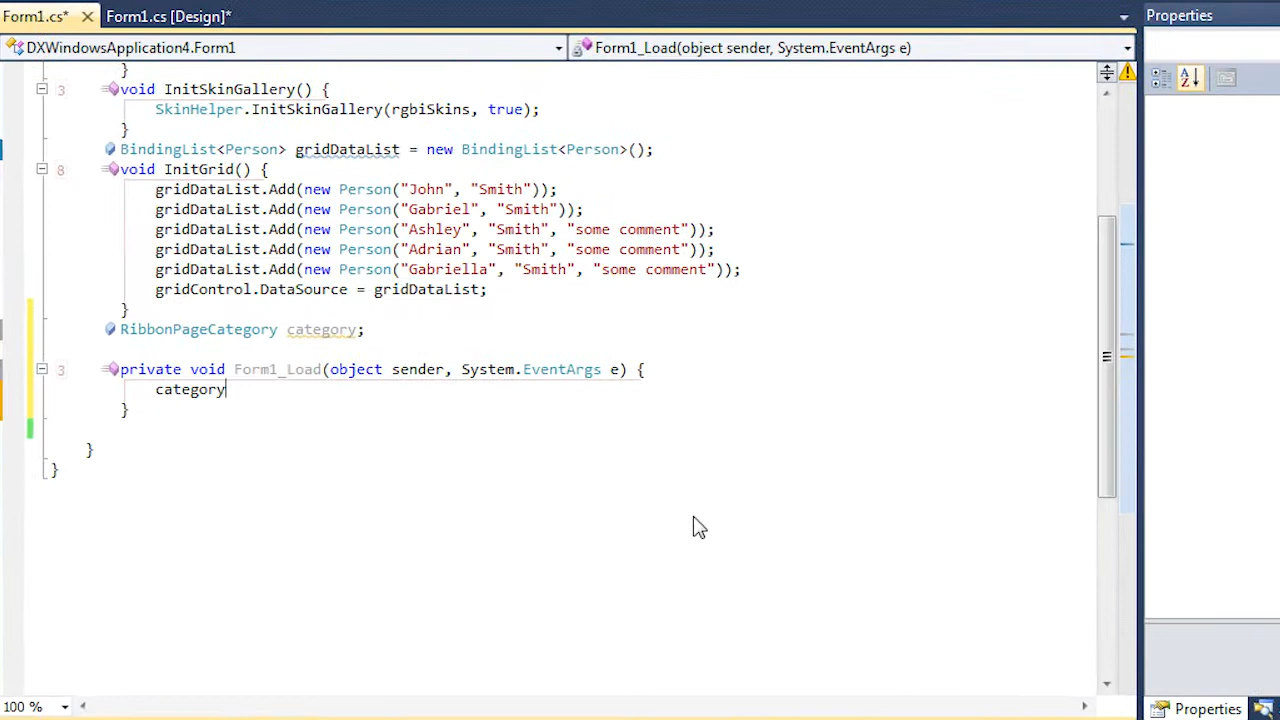 Form1.cs* Form1.cs [Design]* Properties
DXWindowsApplication4.Form1 Form1_Load(object sender, System.EventArgs e)
}
3 void InitSkinGallery() {
SkinHelper.InitSkinGallery(rgbiSkins, true);
}
BindingList<Person> gridDataList = new BindingList<Person>();
8 void InitGrid() {
gridDataList.Add(new Person("John", "Smith"));
gridDataList.Add(new Person("Gabriel", "Smith"));
gridDataList.Add(new Person("Ashley", "Smith", "some comment"));
gridDataList.Add(new Person("Adrian", "Smith", "some comment"));
gridDataList.Add(new Person("Gabriella", "Smith", "some comment"));
gridControl.DataSource = gridDataList;
}
RibbonPageCategory category;
3 private void Form1_Load(object sender, System.EventArgs e) {
category
}
}
}
100 % Properties